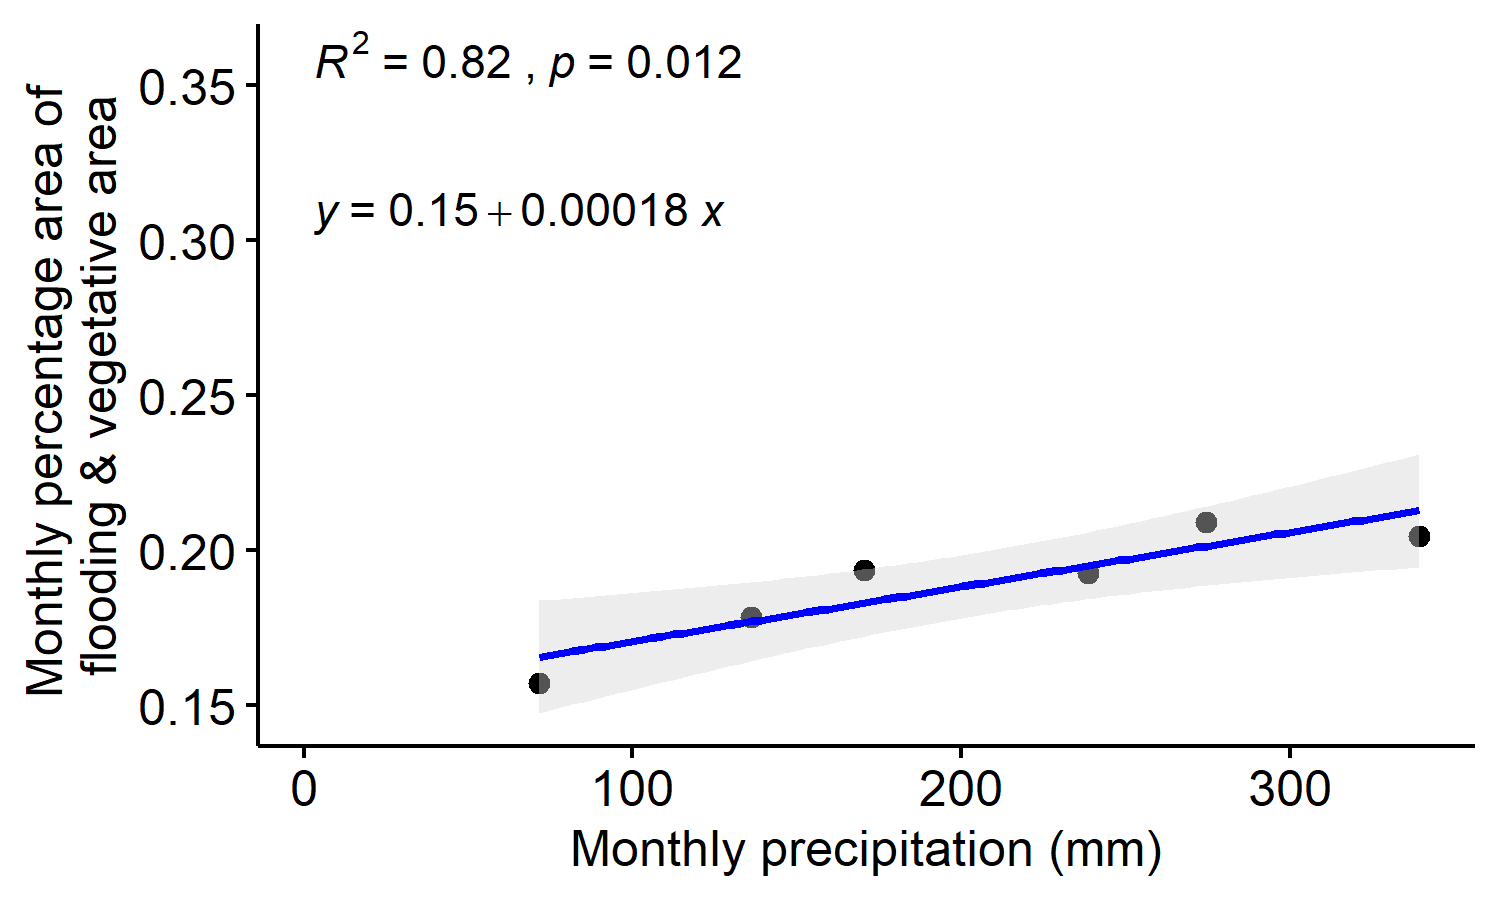 R² = 0.82 , p = 0.012
y = 0.15 + 0.00018 x
Monthly percentage area of
flooding & vegetative area
0.35
0.30
0.25
0.20
0.15
0 100 200 300
Monthly precipitation (mm)